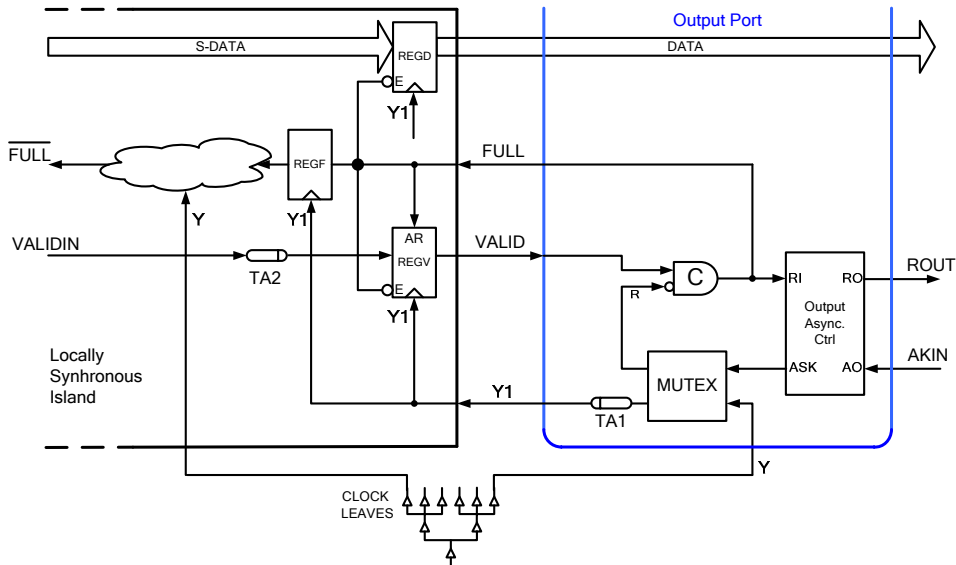 Output Port
S-DATA
REGD
DATA
E
Y1
FULL
REGF
FULL
Y
Y1
AR
VALIDIN
REGV
VALID
TA2
E
C
RI
RO
ROUT
R
Y1
Output
Async.
Ctrl
Locally
Synhronous
Island
MUTEX
ASK
AO
AKIN
Y1
TA1
Y
CLOCK
LEAVES